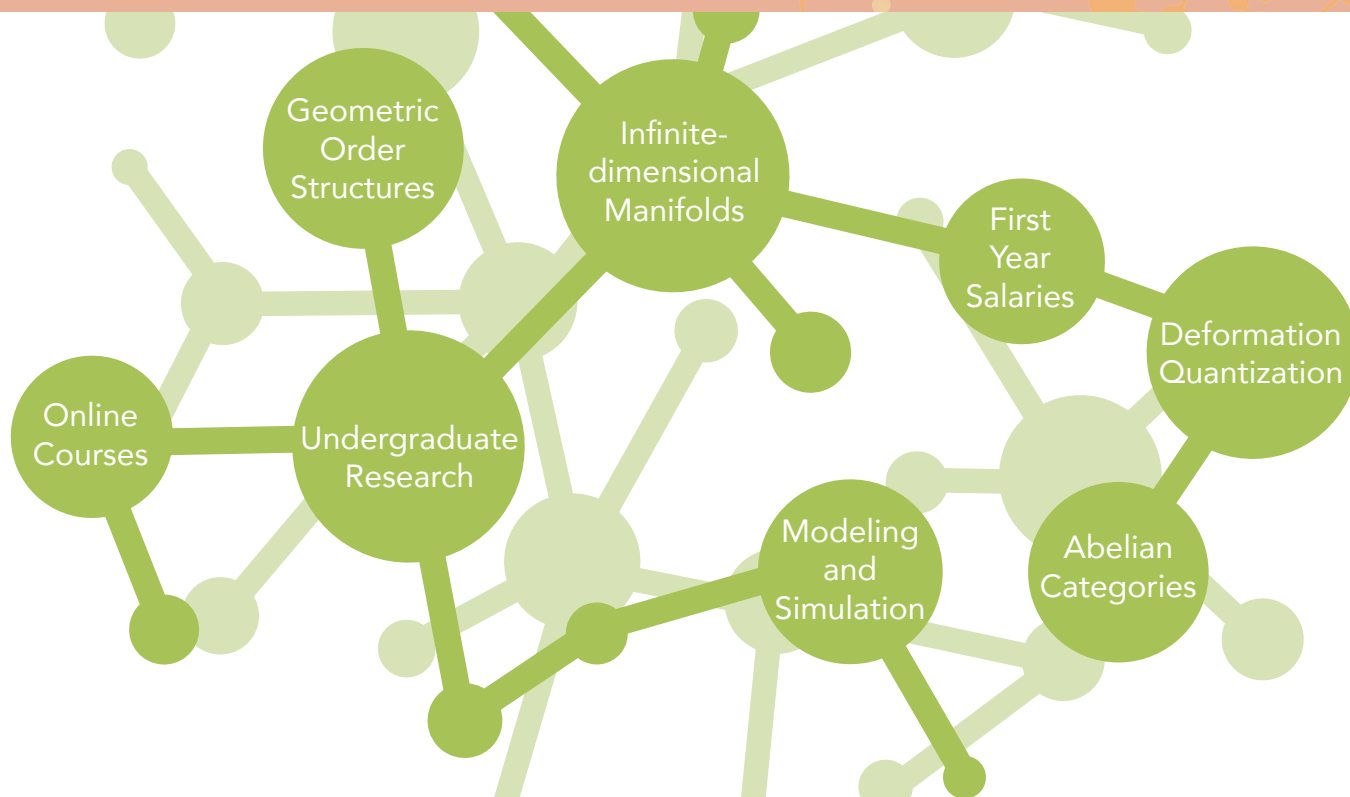 Geometric
Order
Structures
Infinite-
dimensional
Manifolds
First
Year
Salaries
Deformation
Quantization
Online
Courses
Undergraduate
Research
Modeling
and
Simulation
Abelian
Categories